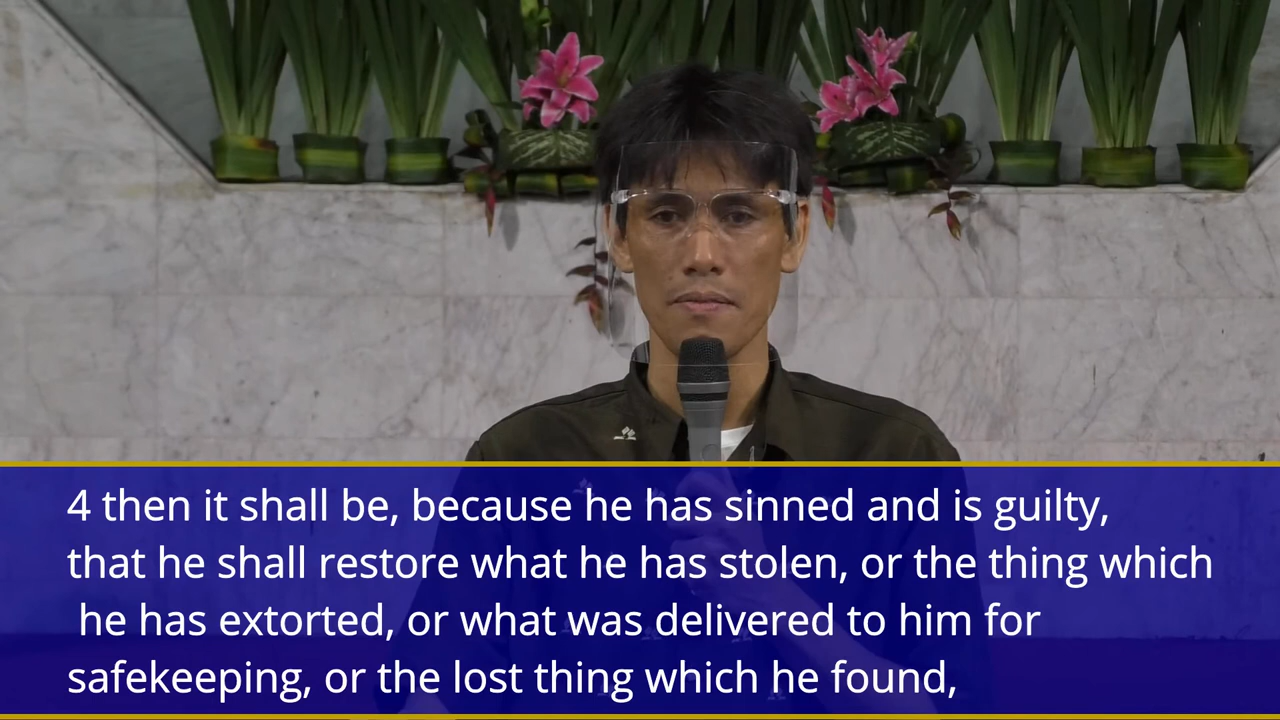 4 then it shall be, because he has sinned and is guilty,
that he shall restore what he has stolen, or the thing which
he has extorted, or what was delivered to him for
safekeeping, or the lost thing which he found,